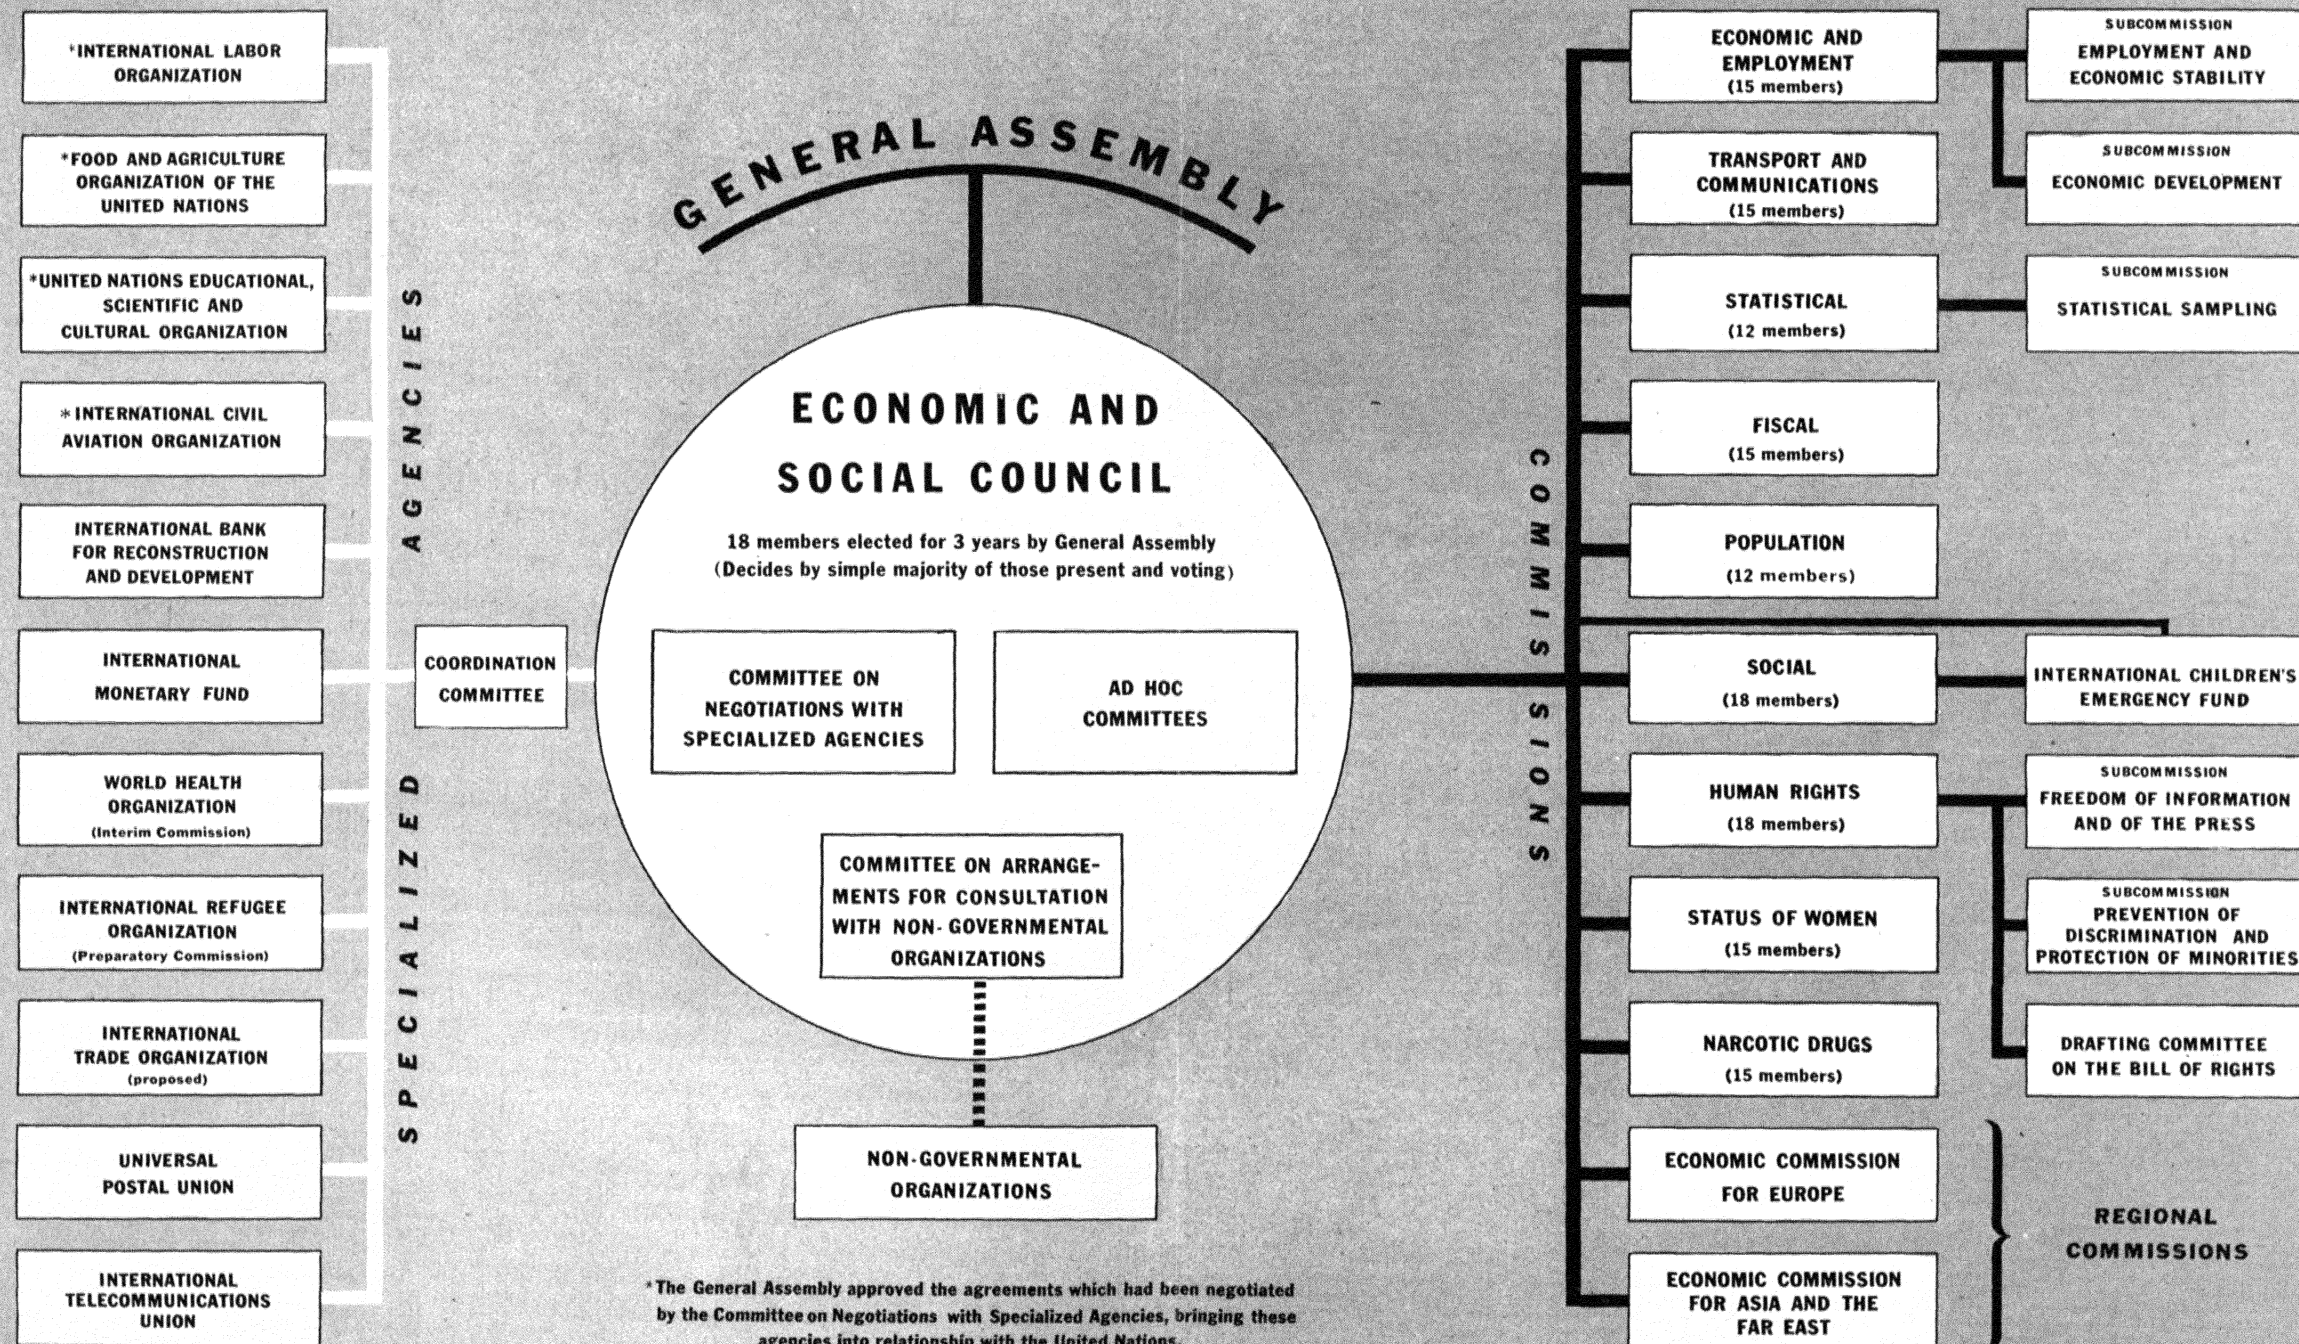 *INTERNATIONAL LABOR
ORGANIZATION
*FOOD AND AGRICULTURE
ORGANIZATION OF THE
UNITED NATIONS
*UNITED NATIONS EDUCATIONAL,
SCIENTIFIC AND
CULTURAL ORGANIZATION
*INTERNATIONAL CIVIL
AVIATION ORGANIZATION
INTERNATIONAL BANK
FOR RECONSTRUCTION
AND DEVELOPMENT
INTERNATIONAL
MONETARY FUND
WORLD HEALTH
ORGANIZATION
(Interim Commission)
INTERNATIONAL REFUGEE
ORGANIZATION
(Preparatory Commission)
INTERNATIONAL
TRADE ORGANIZATION
(proposed)
UNIVERSAL
POSTAL UNION
INTERNATIONAL
TELECOMMUNICATIONS
UNION
SPECIALIZED AGENCIES
COORDINATION
COMMITTEE
GENERAL ASSEMBLY
ECONOMIC AND
SOCIAL COUNCIL
18 members elected for 3 years by General Assembly
(Decides by simple majority of those present and voting)
COMMITTEE ON
NEGOTIATIONS WITH
SPECIALIZED AGENCIES
AD HOC
COMMITTEES
COMMITTEE ON ARRANGE-
MENTS FOR CONSULTATION
WITH NON-GOVERNMENTAL
ORGANIZATIONS
NON-GOVERNMENTAL
ORGANIZATIONS
*The General Assembly approved the agreements which had been negotiated
by the Committee on Negotiations with Specialized Agencies, bringing these
agencies into relationship with the United Nations.
COMMISSIONS
ECONOMIC AND
EMPLOYMENT
(15 members)
TRANSPORT AND
COMMUNICATIONS
(15 members)
STATISTICAL
(12 members)
FISCAL
(15 members)
POPULATION
(12 members)
SOCIAL
(18 members)
HUMAN RIGHTS
(18 members)
STATUS OF WOMEN
(15 members)
NARCOTIC DRUGS
(15 members)
ECONOMIC COMMISSION
FOR EUROPE
ECONOMIC COMMISSION
FOR ASIA AND THE
FAR EAST
SUBCOMMISSION
EMPLOYMENT AND
ECONOMIC STABILITY
SUBCOMMISSION
ECONOMIC DEVELOPMENT
SUBCOMMISSION
STATISTICAL SAMPLING
INTERNATIONAL CHILDREN'S
EMERGENCY FUND
SUBCOMMISSION
FREEDOM OF INFORMATION
AND OF THE PRESS
SUBCOMMISSION
PREVENTION OF
DISCRIMINATION AND
PROTECTION OF MINORITIES
DRAFTING COMMITTEE
ON THE BILL OF RIGHTS
REGIONAL
COMMISSIONS